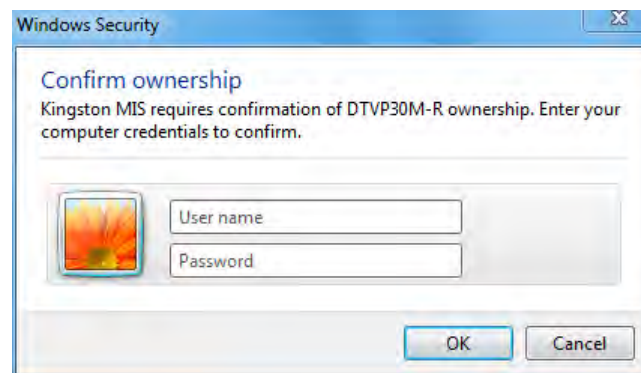 Windows Security
Confirm ownership
Kingston MIS requires confirmation of DTVP30M-R ownership. Enter your
computer credentials to confirm.
User name
Password
OK
Cancel